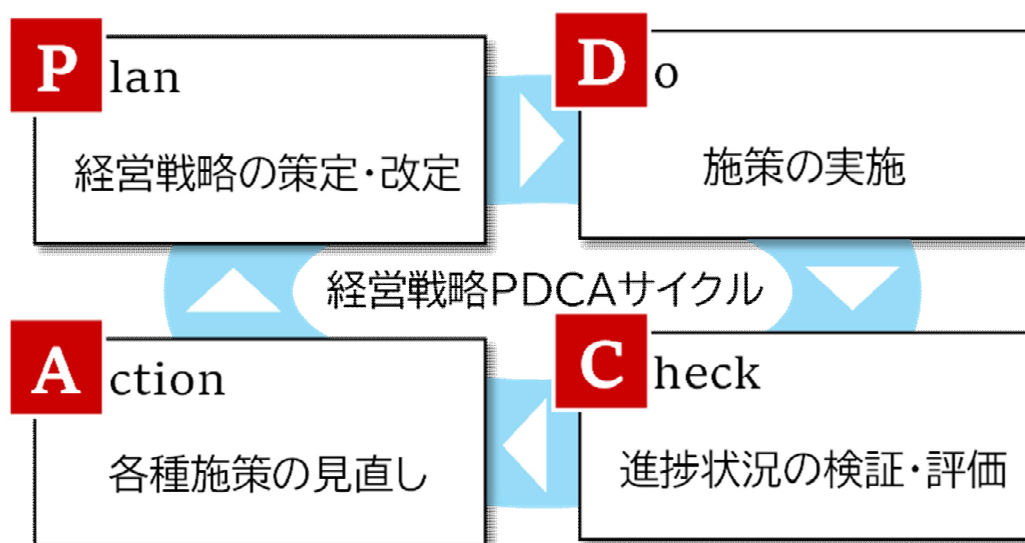 Plan
経営戦略の策定・改定
Do
施策の実施
経営戦略PDCAサイクル
Action
各種施策の見直し
Check
進捗状況の検証・評価